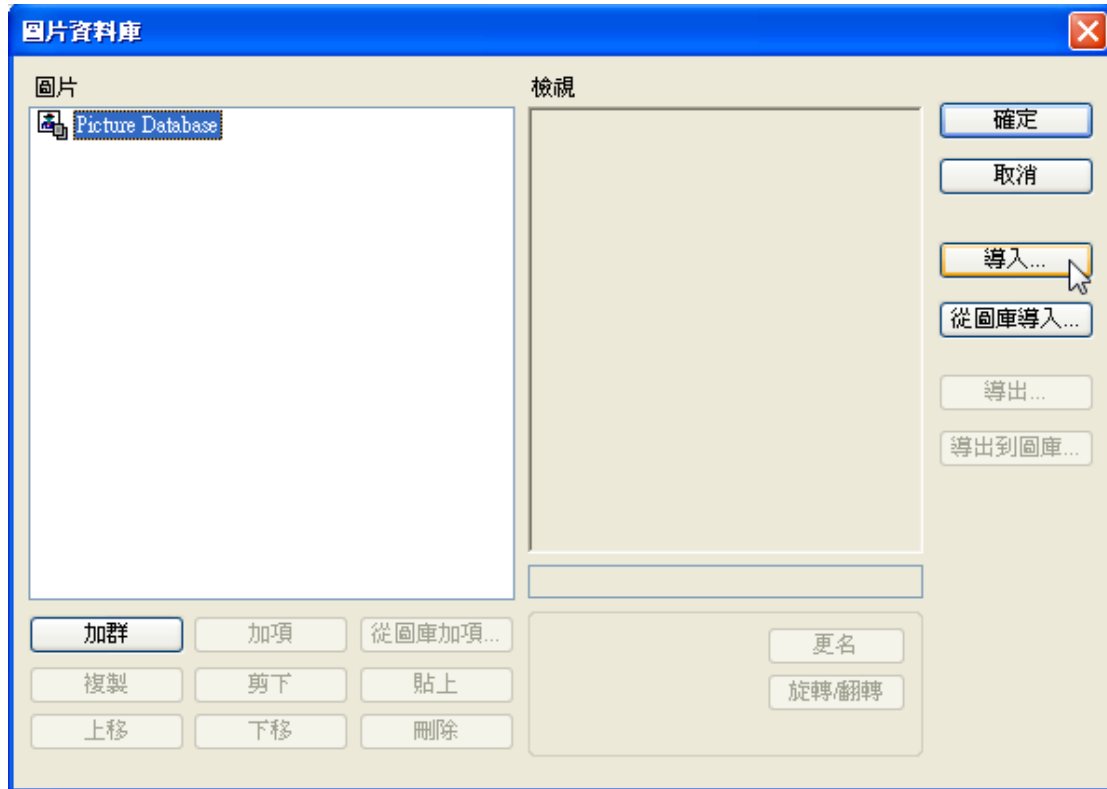 圖片資料庫
圖片
檢視
Picture Database
確定
取消
導入...
從圖庫導入...
導出...
導出到圖庫...
加群
加項
從圖庫加項...
複製
剪下
貼上
上移
下移
刪除
更名
旋轉/翻轉